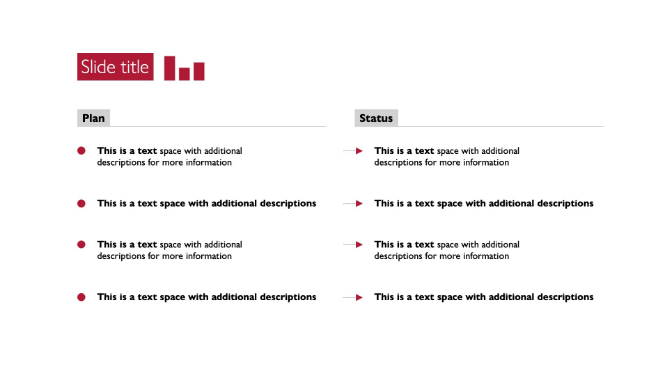 Slide title
Plan
Status
This is a text space with additional
descriptions for more information
This is a text space with additional
descriptions for more information
This is a text space with additional descriptions
This is a text space with additional descriptions
This is a text space with additional
descriptions for more information
This is a text space with additional
descriptions for more information
This is a text space with additional descriptions
This is a text space with additional descriptions